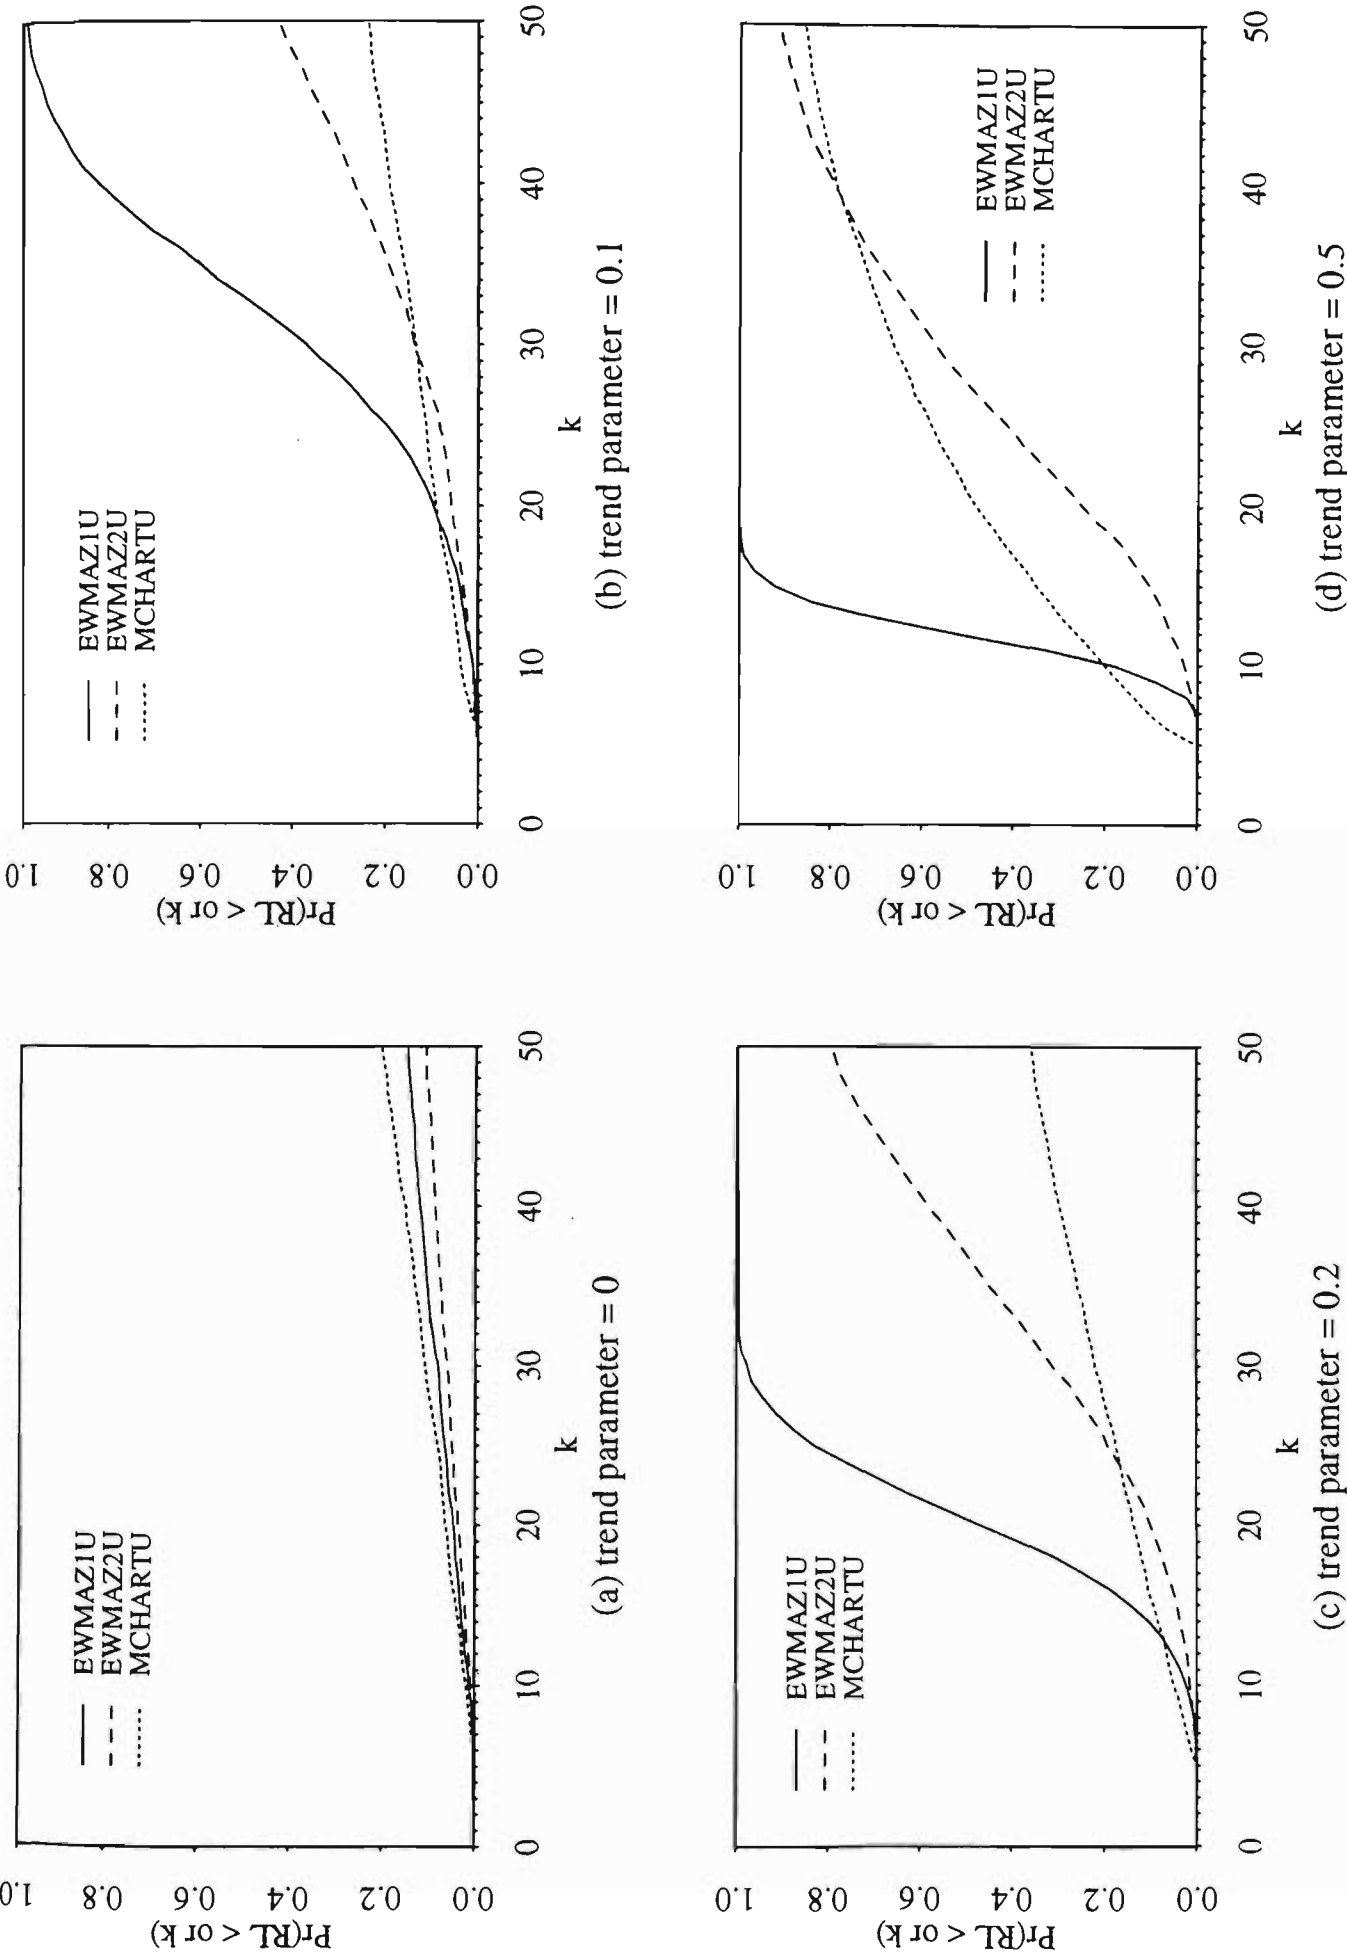 EWMAZ1U
EWMAZ2U
MCHARTU
Pr(RL < or k)
0.0 0.2 0.4 0.6 0.8 1.0
0 10 20 30 40 50
k
(a) trend parameter = 0
EWMAZ1U
EWMAZ2U
MCHARTU
Pr(RL < or k)
0.0 0.2 0.4 0.6 0.8 1.0
0 10 20 30 40 50
k
(b) trend parameter = 0.1
EWMAZ1U
EWMAZ2U
MCHARTU
Pr(RL < or k)
0.0 0.2 0.4 0.6 0.8 1.0
0 10 20 30 40 50
k
(c) trend parameter = 0.2
EWMAZ1U
EWMAZ2U
MCHARTU
Pr(RL < or k)
0.0 0.2 0.4 0.6 0.8 1.0
0 10 20 30 40 50
k
(d) trend parameter = 0.5